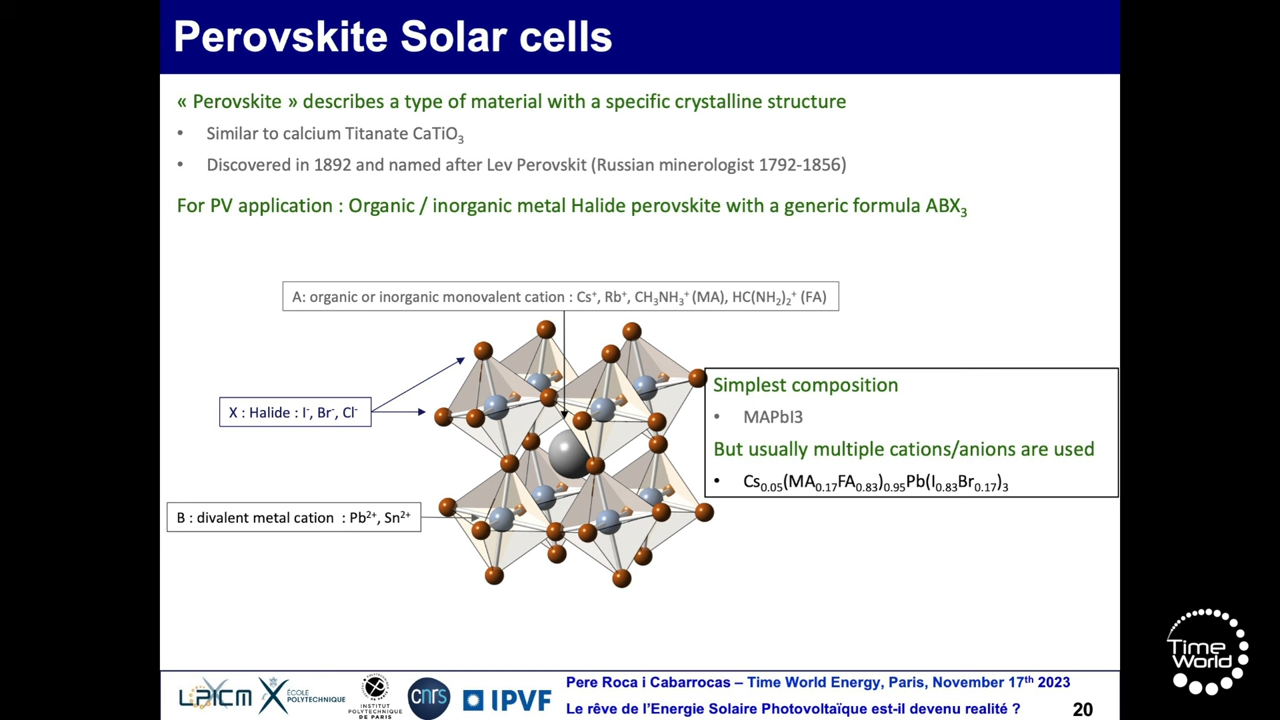 Perovskite Solar cells
« Perovskite » describes a type of material with a specific crystalline structure
• Similar to calcium Titanate CaTiO₃
• Discovered in 1892 and named after Lev Perovskit (Russian minerologist 1792-1856)
For PV application : Organic / inorganic metal Halide perovskite with a generic formula ABX₃
A: organic or inorganic monovalent cation : Cs⁺, Rb⁺, CH₃NH₃⁺ (MA), HC(NH₂)₂⁺ (FA)
X : Halide : I⁻, Br⁻, Cl⁻
B : divalent metal cation : Pb²⁺, Sn²⁺
Simplest composition
• MAPbI3
But usually multiple cations/anions are used
• Cs₀.₀₅(MA₀.₁₇FA₀.₈₃)₀.₉₅Pb(I₀.₈₃Br₀.₁₇)₃
LPICM
ÉCOLE
POLYTECHNIQUE
INSTITUT
POLYTECHNIQUE
DE PARIS
cnrs
IPVF
Pere Roca i Cabarrocas – Time World Energy, Paris, November 17th 2023
Le rêve de l'Energie Solaire Photovoltaïque est-il devenu realité ?
20
Time
World